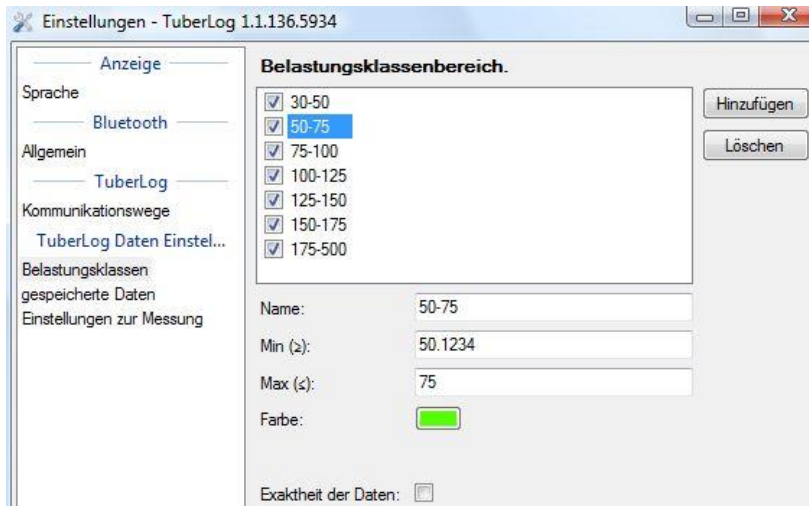 Einstellungen - TuberLog 1.1.136.5934
Anzeige
Sprache
Bluetooth
Allgemein
TuberLog
Kommunikationswege
TuberLog Daten Einstel...
Belastungsklassen
gespeicherte Daten
Einstellungen zur Messung
Belastungsklassenbereich.
30-50
50-75
75-100
100-125
125-150
150-175
175-500
Hinzufügen
Löschen
Name: 50-75
Min (≥): 50.1234
Max (≤): 75
Farbe:
Exaktheit der Daten: